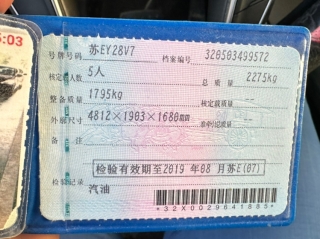 5:03
号牌号码 苏EY28V7 档案编号 320503499572
核定载人数 5人 总质量 2275kg
整备质量 1795kg 核定载质量 --
外廓尺寸 4812×1903×1680mm 准牵引总质量 --
备注
检验有效期至2019年08月苏E(07)
检验记录 汽油
*32X0029641885*